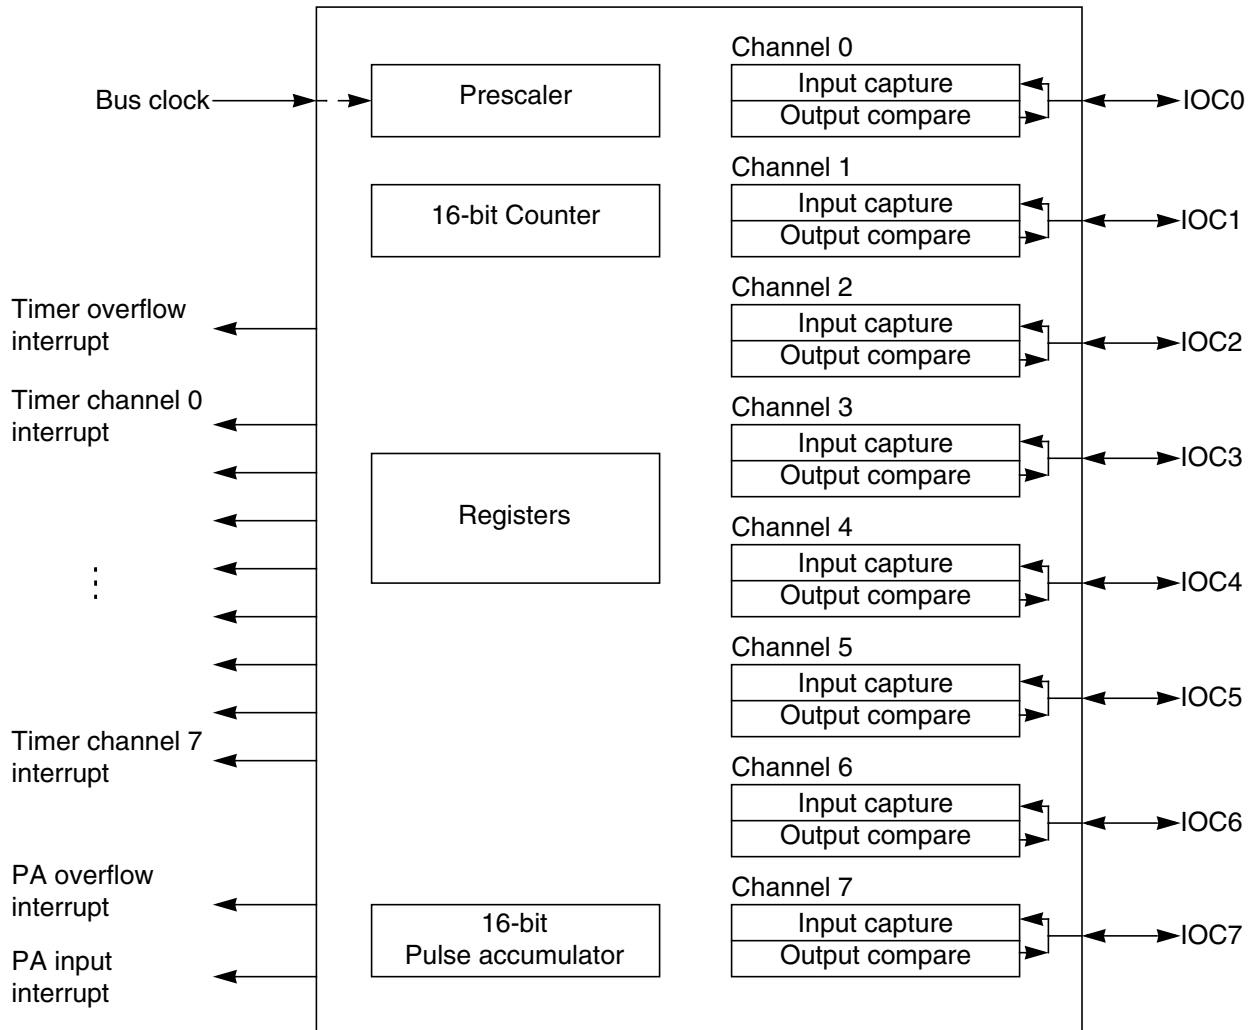 Bus clock
Timer overflow
interrupt
Timer channel 0
interrupt
Timer channel 7
interrupt
PA overflow
interrupt
PA input
interrupt
Prescaler
16-bit Counter
Registers
16-bit
Pulse accumulator
Channel 0
Input capture
Output compare
IOC0
Channel 1
Input capture
Output compare
IOC1
Channel 2
Input capture
Output compare
IOC2
Channel 3
Input capture
Output compare
IOC3
Channel 4
Input capture
Output compare
IOC4
Channel 5
Input capture
Output compare
IOC5
Channel 6
Input capture
Output compare
IOC6
Channel 7
Input capture
Output compare
IOC7